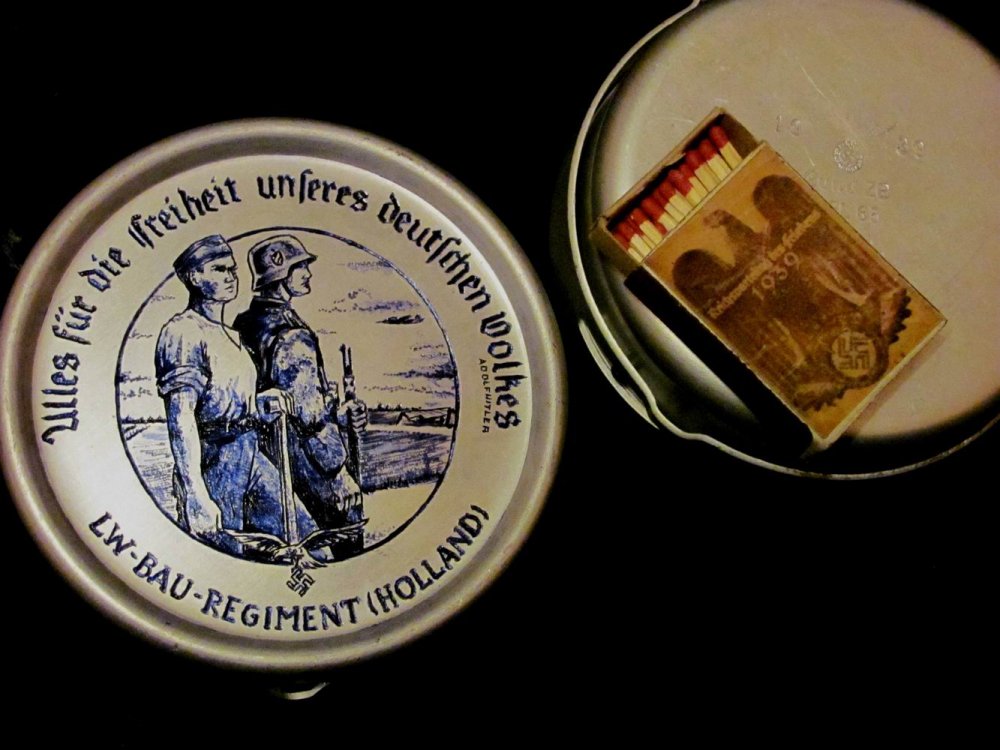 Alles für die Freiheit unseres deutschen Volkes
ADOLF HITLER
LW-BAU-REGIMENT (HOLLAND)
1939